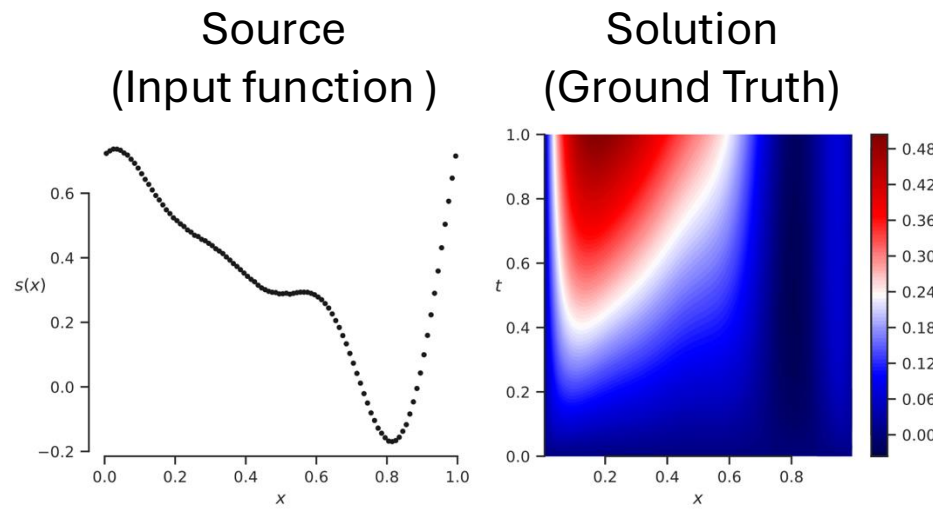 Source
(Input function )
Solution
(Ground Truth)
0.6
0.4
0.2
0.0
−0.2
s(x)
0.0 0.2 0.4 0.6 0.8 1.0
x
1.0
0.8
0.6
0.4
0.2
0.0
t
0.2 0.4 0.6 0.8
x
0.48
0.42
0.36
0.30
0.24
0.18
0.12
0.06
0.00